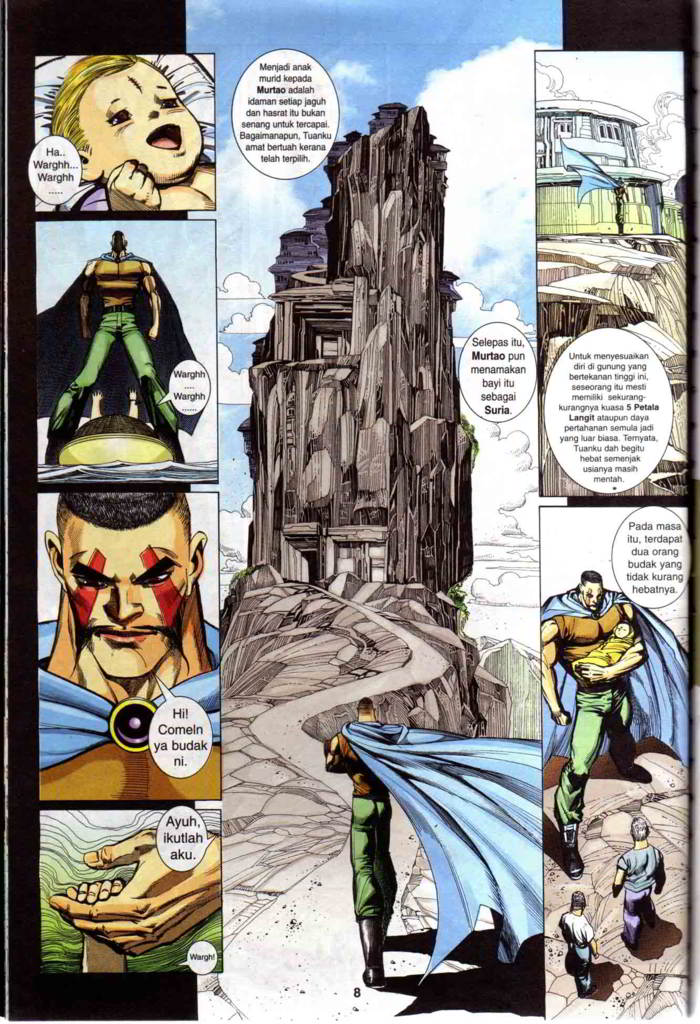 Ha..
Warghh...
Warghh
.....
Warghh
....
Warghh
......
Hi!
Comeln
ya budak
ni.
Ayuh,
ikutlah
aku.
Wargh!
Menjadi anak
murid kepada
Murtao adalah
idaman setiap jaguh
dan hasrat itu bukan
senang untuk tercapai.
Bagaimanapun, Tuanku
amat bertuah kerana
telah terpilih.
Selepas itu,
Murtao pun
menamakan
bayi itu
sebagai
Suria.
Untuk menyesuaikan
diri di gunung yang
bertekanan tinggi ini,
seseorang itu mesti
memiliki sekurang-
kurangnya kuasa 5 Petala
Langit ataupun daya
pertahanan semula jadi
yang luar biasa. Ternyata,
Tuanku dah begitu
hebat semenjak
usianya masih
mentah.
Pada masa
itu, terdapat
dua orang
budak yang
tidak kurang
hebatnya.
8